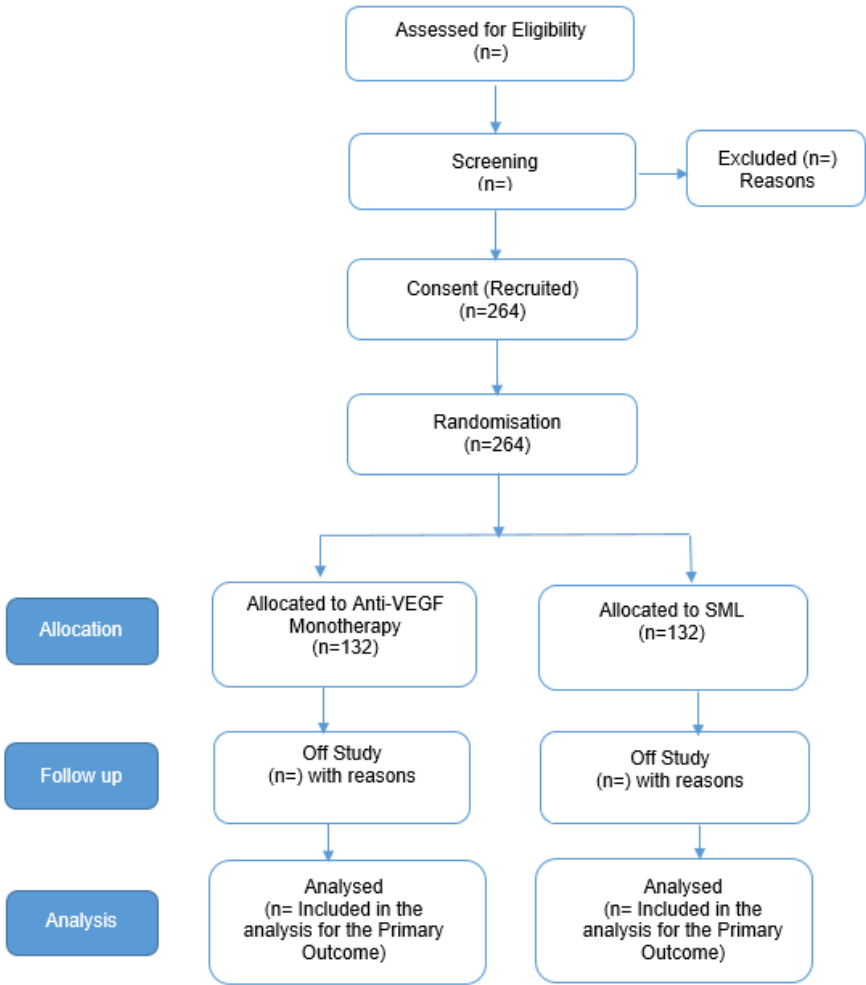 Assessed for Eligibility
(n=)
Screening
(n=)
Excluded (n=)
Reasons
Consent (Recruited)
(n=264)
Randomisation
(n=264)
Allocation
Allocated to Anti-VEGF
Monotherapy
(n=132)
Allocated to SML
(n=132)
Follow up
Off Study
(n=) with reasons
Off Study
(n=) with reasons
Analysis
Analysed
(n= Included in the
analysis for the Primary
Outcome)
Analysed
(n= Included in the
analysis for the Primary
Outcome)